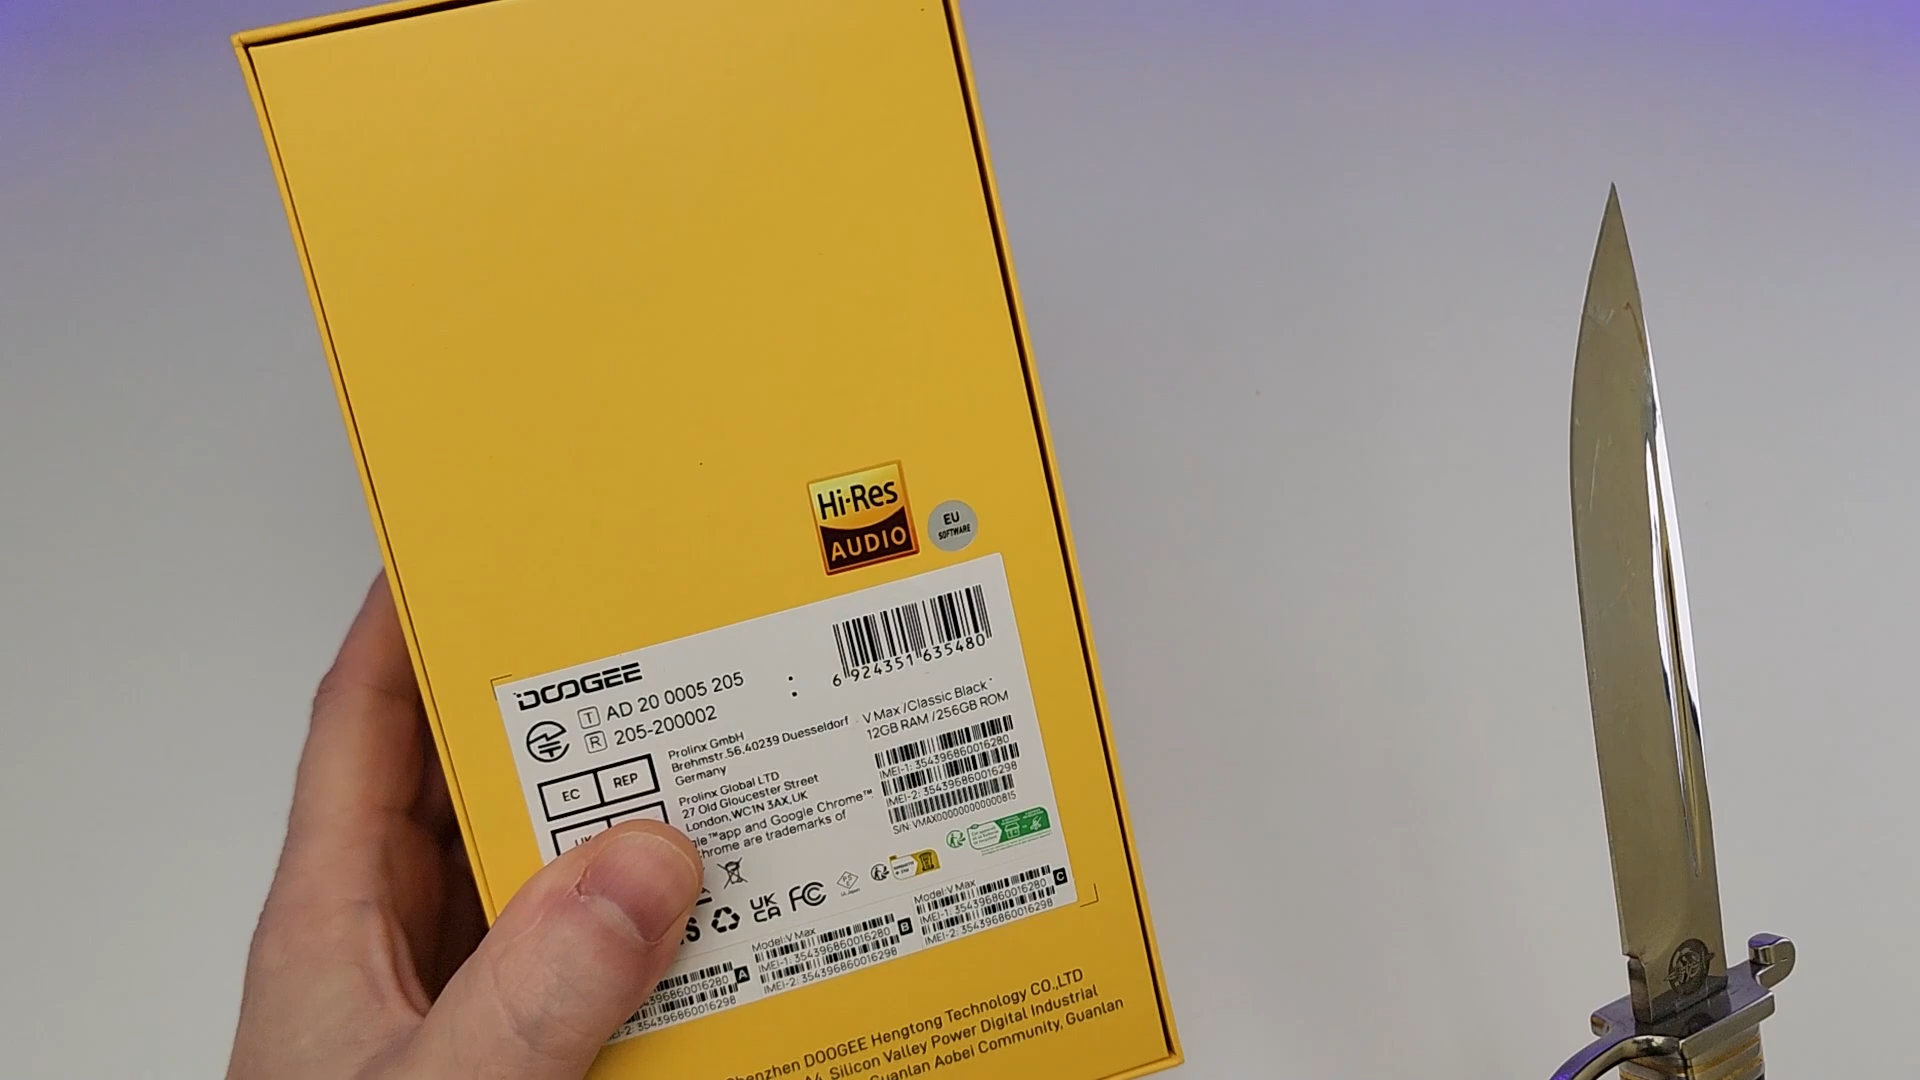 Hi-Res
AUDIO
EU
SOFTWARE
DOOGEE
T AD 20 0005 205
R 205-200002
:
6 924351 635480
EC REP
Prolinx GmbH
Brehmstr.56,40239 Duesseldorf
Germany
Prolinx Global LTD
27 Old Gloucester Street
London,WC1N 3AX,UK
™app and Google Chrome™
hrome are trademarks of
V Max /Classic Black
12GB RAM /256GB ROM
IMEI-1: 354396860016280
IMEI-2: 354396860016298
S/N: VMAX000000000000815
UK
CA
FC
Model:V Max
IMEI-1: 354396860016280
IMEI-2: 354396860016298
B
Model:V Max
IMEI-1: 354396860016280
IMEI-2: 354396860016298
C
A
Shenzhen DOOGEE Hengtong Technology CO.,LTD
A4, Silicon Valley Power Digital Industrial
Guanlan Aobei Community, Guanlan